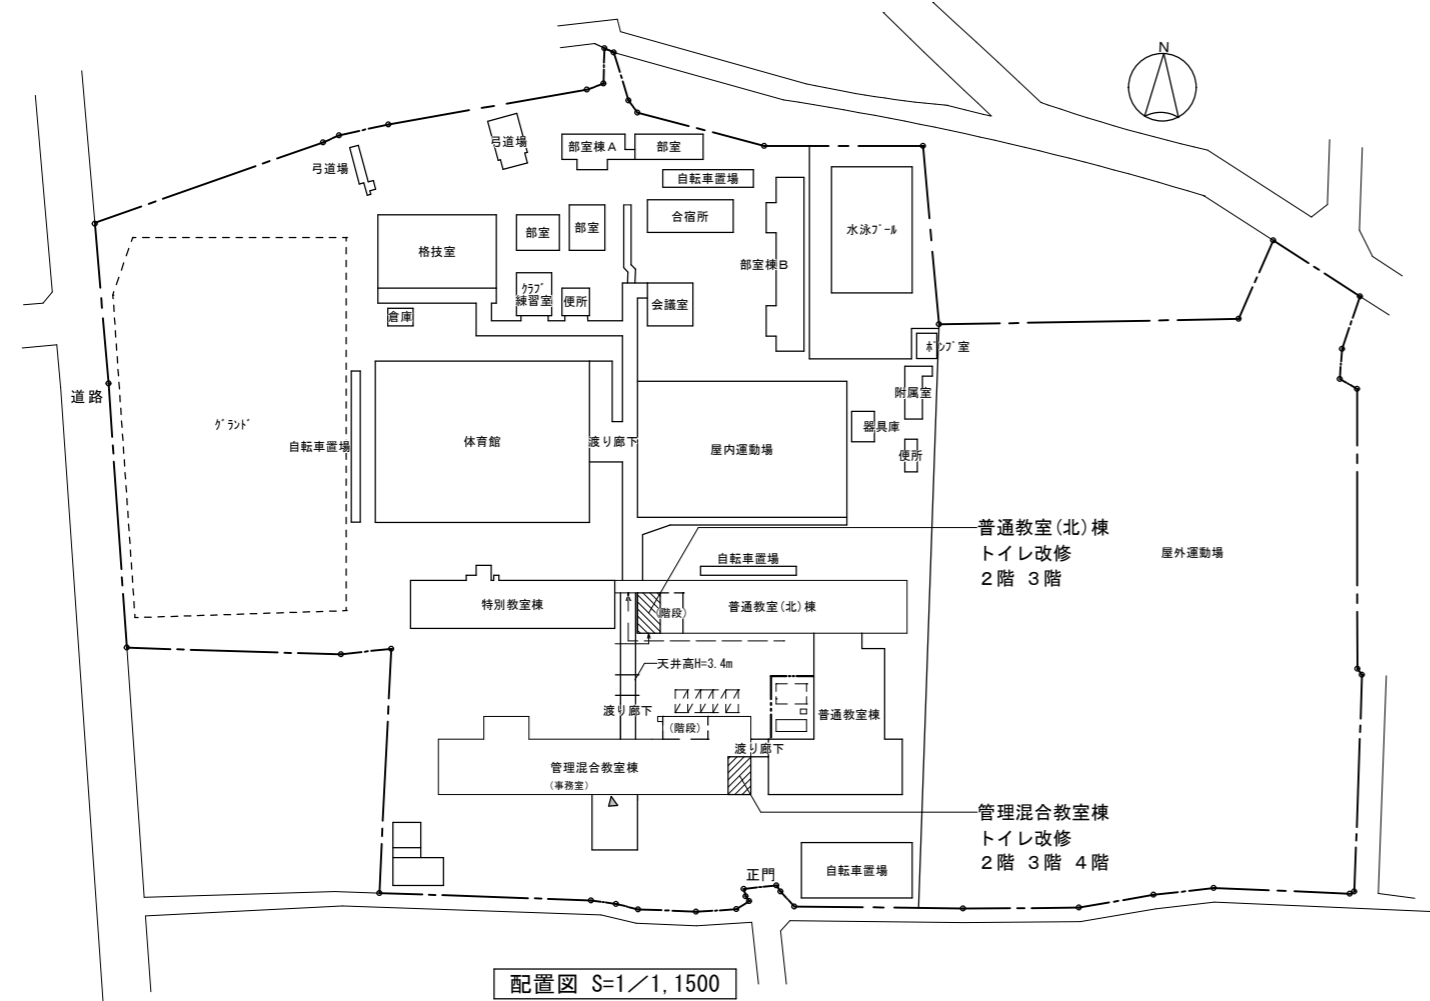 N
弓道場
弓道場
部室棟A
部室
自転車置場
合宿所
部室
部室
格技室
水泳プール
部室棟B
クラブ
練習室
便所
会議室
倉庫
ポンプ室
附属室
道路
グランド
自転車置場
体育館
渡り廊下
屋内運動場
器具庫
便所
普通教室(北)棟
トイレ改修
2階 3階
屋外運動場
自転車置場
特別教室棟
(階段)
普通教室(北)棟
天井高H=3.4m
渡り廊下
(階段)
普通教室棟
渡り廊下
管理混合教室棟
(事務室)
管理混合教室棟
トイレ改修
2階 3階 4階
正門
自転車置場
配置図 S=1/1,1500